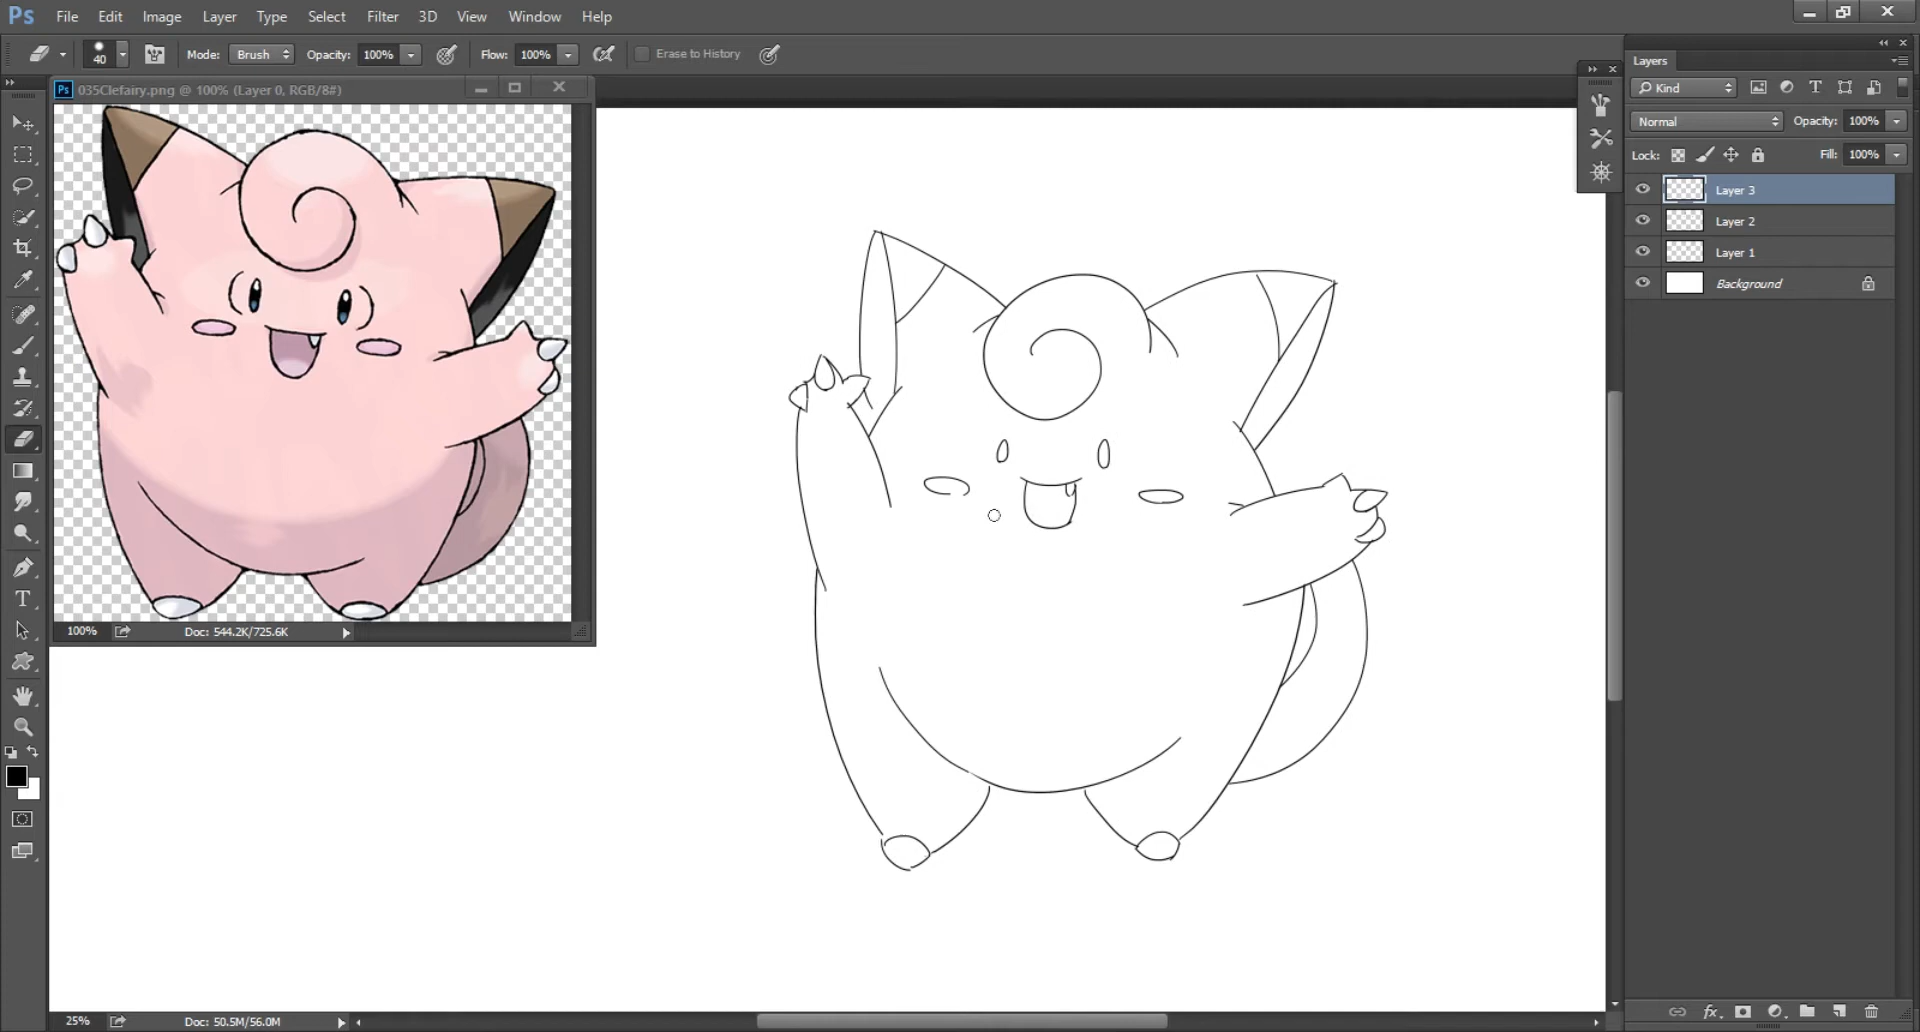 Ps File Edit Image Layer Type Select Filter 3D View Window Help
40 Mode: Brush Opacity: 100% Flow: 100% Erase to History
Ps 035Clefairy.png @ 100% (Layer 0, RGB/8#)
100% Doc: 544.2K/725.6K
T
25% Doc: 50.5M/56.0M
Layers
Kind T
Normal Opacity: 100%
Lock: Fill: 100%
Layer 3
Layer 2
Layer 1
Background
fx